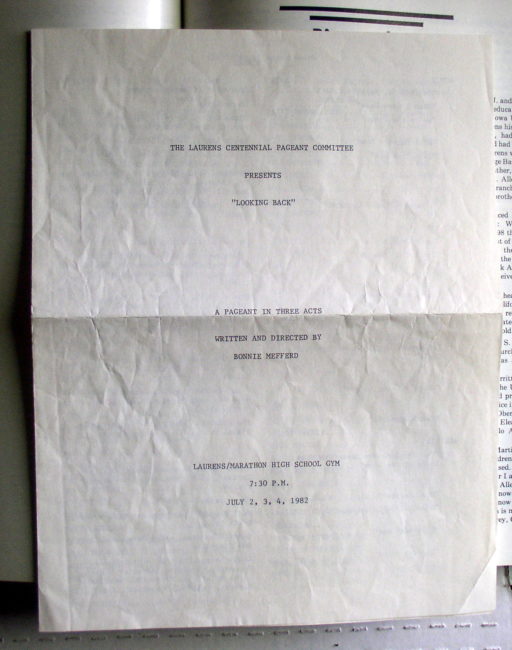 THE LAURENS CENTENNIAL PAGEANT COMMITTEE
PRESENTS
"LOOKING BACK"
A PAGEANT IN THREE ACTS
WRITTEN AND DIRECTED BY
BONNIE MEFFERD
LAURENS/MARATHON HIGH SCHOOL GYM
7:30 P.M.
JULY 2, 3, 4, 1982